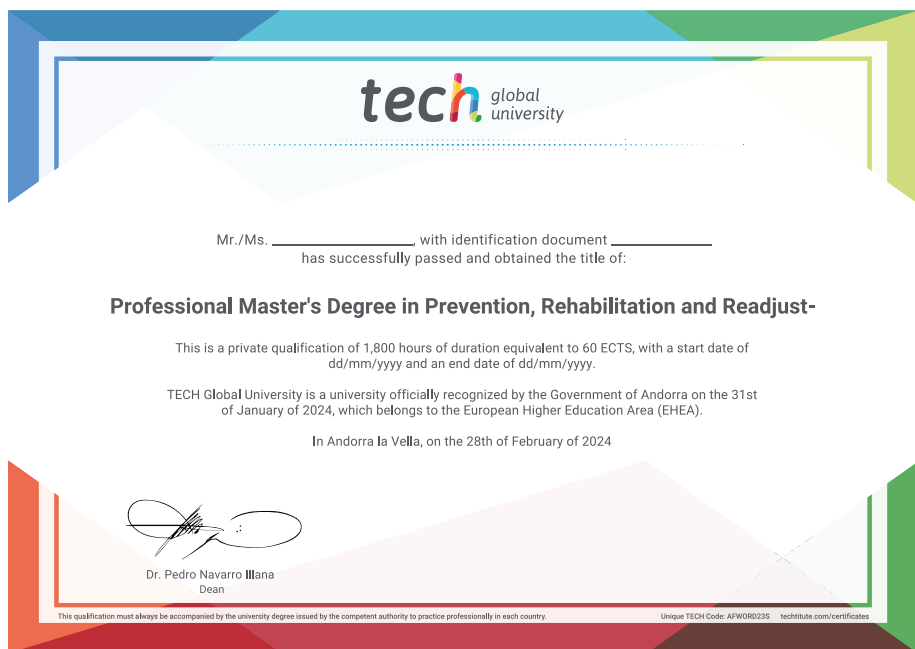 tech global
university
Mr./Ms. ____________________, with identification document ______________
has successfully passed and obtained the title of:
Professional Master's Degree in Prevention, Rehabilitation and Readjust-
This is a private qualification of 1,800 hours of duration equivalent to 60 ECTS, with a start date of
dd/mm/yyyy and an end date of dd/mm/yyyy.
TECH Global University is a university officially recognized by the Government of Andorra on the 31st
of January of 2024, which belongs to the European Higher Education Area (EHEA).
In Andorra la Vella, on the 28th of February of 2024
Dr. Pedro Navarro Illana
Dean
This qualification must always be accompanied by the university degree issued by the competent authority to practice professionally in each country.
Unique TECH Code: AFWORD23S techtitute.com/certificates